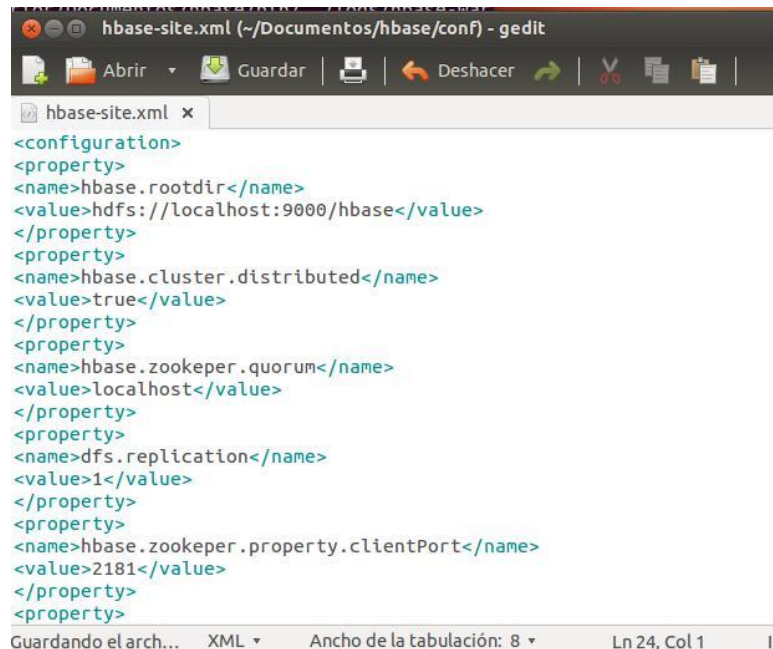 hbase-site.xml (~/Documentos/hbase/conf) - gedit
Abrir Guardar Deshacer
hbase-site.xml x
<configuration>
<property>
<name>hbase.rootdir</name>
<value>hdfs://localhost:9000/hbase</value>
</property>
<property>
<name>hbase.cluster.distributed</name>
<value>true</value>
</property>
<property>
<name>hbase.zookeper.quorum</name>
<value>localhost</value>
</property>
<property>
<name>dfs.replication</name>
<value>1</value>
</property>
<property>
<name>hbase.zookeper.property.clientPort</name>
<value>2181</value>
</property>
<property>
Guardando el arch... XML Ancho de la tabulación: 8 Ln 24, Col 1